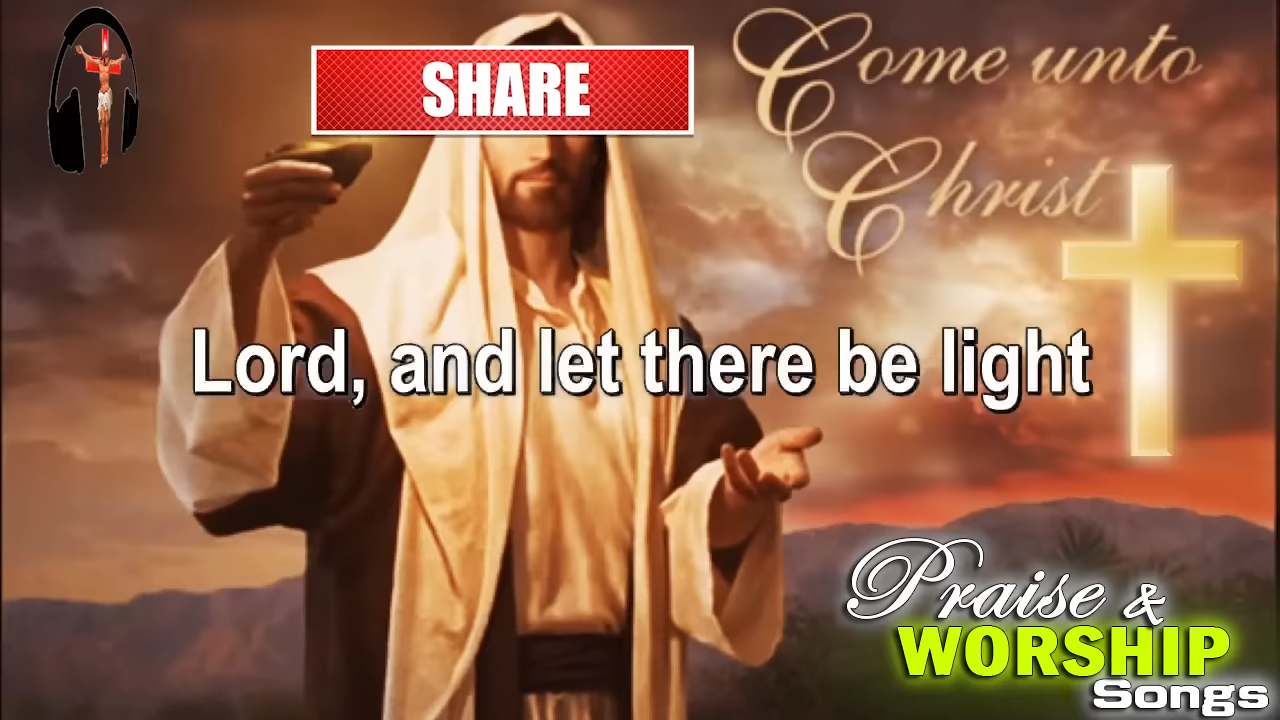 SHARE
Come unto
Christ
Lord, and let there be light
Praise &
WORSHIP
Songs